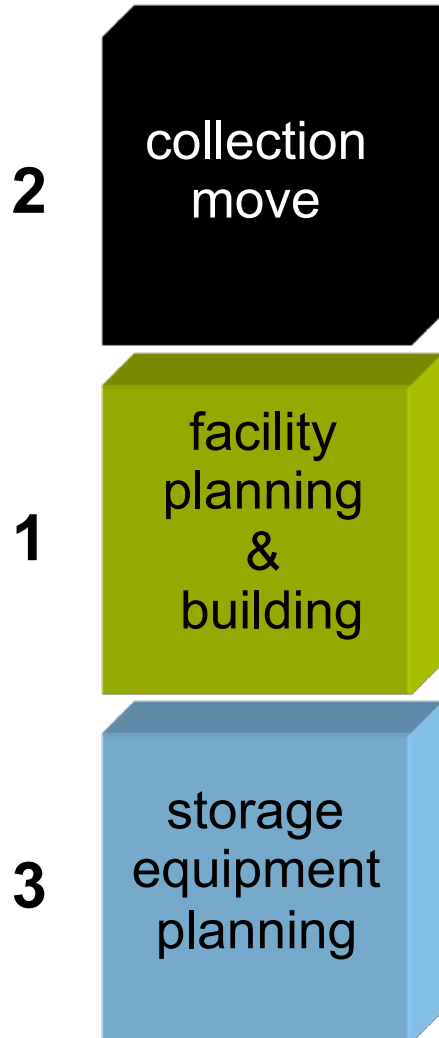 2
collection
move
1
facility
planning
&
building
3
storage
equipment
planning